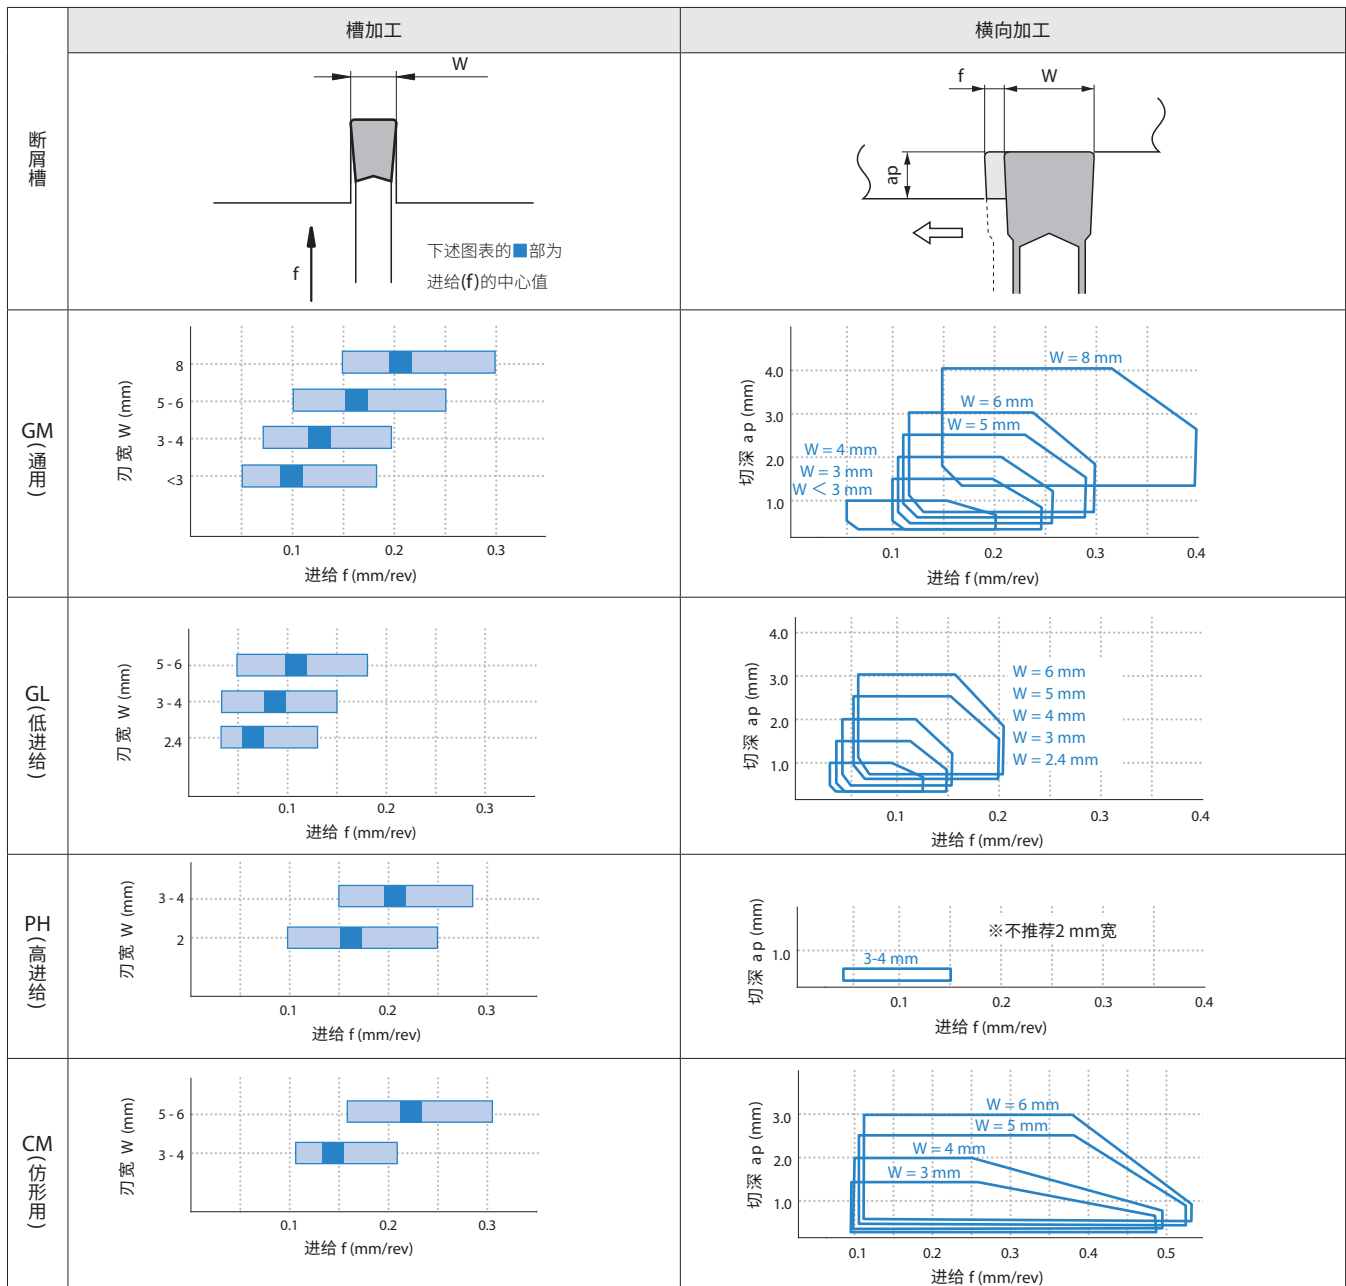 槽加工
横向加工
断屑槽
W
f
下述图表的■部为
进给(f)的中心值
f
W
ap
GM(通用)
刃宽 W (mm)
8
5 - 6
3 - 4
<3
0.1
0.2
0.3
进给 f (mm/rev)
切深 ap (mm)
4.0
3.0
2.0
1.0
W = 8 mm
W = 6 mm
W = 5 mm
W = 4 mm
W = 3 mm
W < 3 mm
0.1
0.2
0.3
0.4
进给 f (mm/rev)
GL(低进给)
刃宽 W (mm)
5 - 6
3 - 4
2.4
0.1
0.2
0.3
进给 f (mm/rev)
切深 ap (mm)
4.0
3.0
2.0
1.0
W = 6 mm
W = 5 mm
W = 4 mm
W = 3 mm
W = 2.4 mm
0.1
0.2
0.3
0.4
进给 f (mm/rev)
PH(高进给)
刃宽 W (mm)
3 - 4
2
0.1
0.2
0.3
进给 f (mm/rev)
切深 ap (mm)
1.0
※不推荐2 mm宽
3-4 mm
0.1
0.2
0.3
0.4
进给 f (mm/rev)
CM(仿形用)
刃宽 W (mm)
5 - 6
3 - 4
0.1
0.2
0.3
进给 f (mm/rev)
切深 ap (mm)
3.0
2.0
1.0
W = 6 mm
W = 5 mm
W = 4 mm
W = 3 mm
0.1
0.2
0.3
0.4
0.5
进给 f (mm/rev)